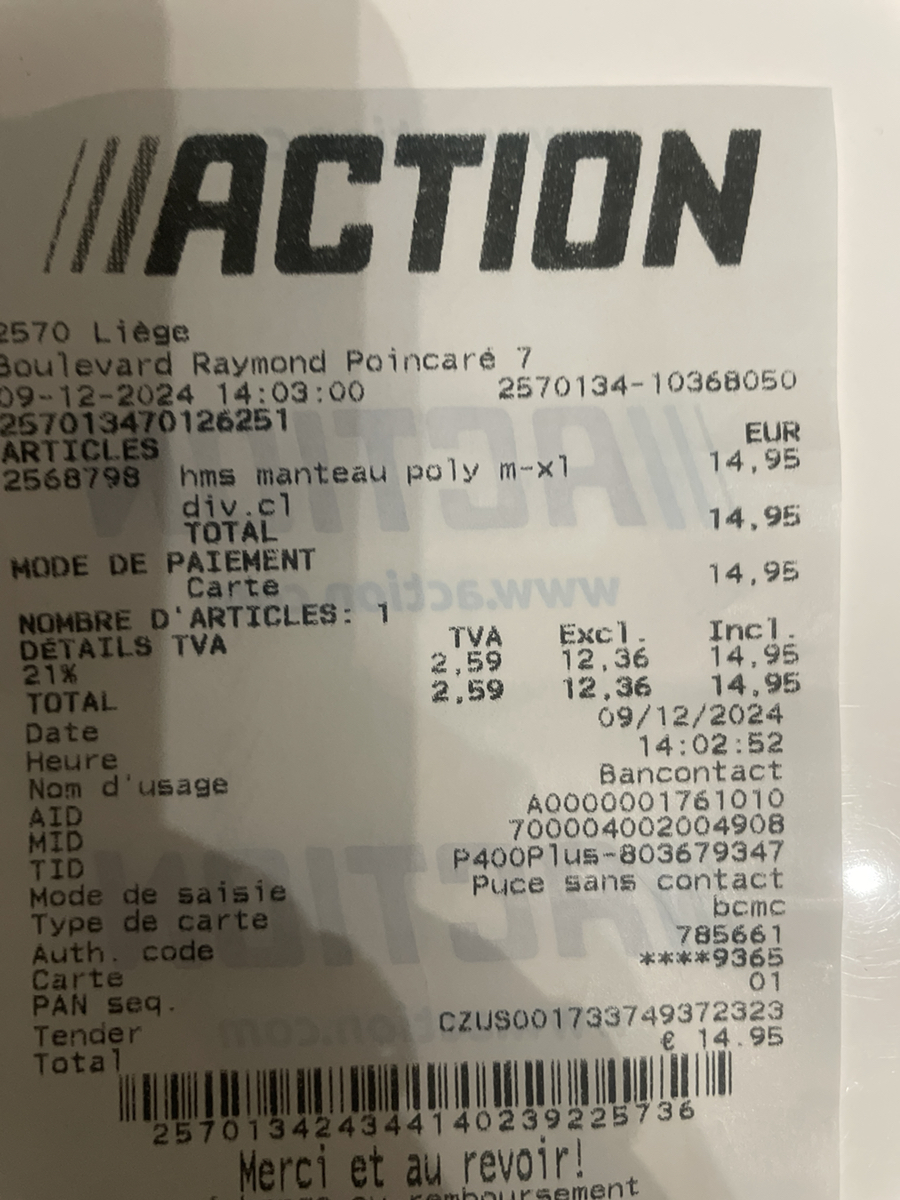 ACTION
2570 Liège
Boulevard Raymond Poincaré 7
09-12-2024 14:03:00 2570134-10368050
257013470126251
EUR
ARTICLES
2568798 hms manteau poly m-xl 14,95
div.cl
TOTAL 14,95
MODE DE PAIEMENT
Carte 14,95
NOMBRE D'ARTICLES: 1
DÉTAILS TVA TVA Excl. Incl.
21% 2,59 12,36 14,95
TOTAL 2,59 12,36 14,95
Date 09/12/2024
Heure 14:02:52
Nom d'usage Bancontact
AID A0000001761010
MID 700004002004908
TID P400Plus-803679347
Mode de saisie Puce sans contact
Type de carte bcmc
Auth. code 785661
Carte ****9365
PAN seq. 01
Tender CZUS001733749372323
Total € 14.95
257013424344140239225736
Merci et au revoir!
remboursement